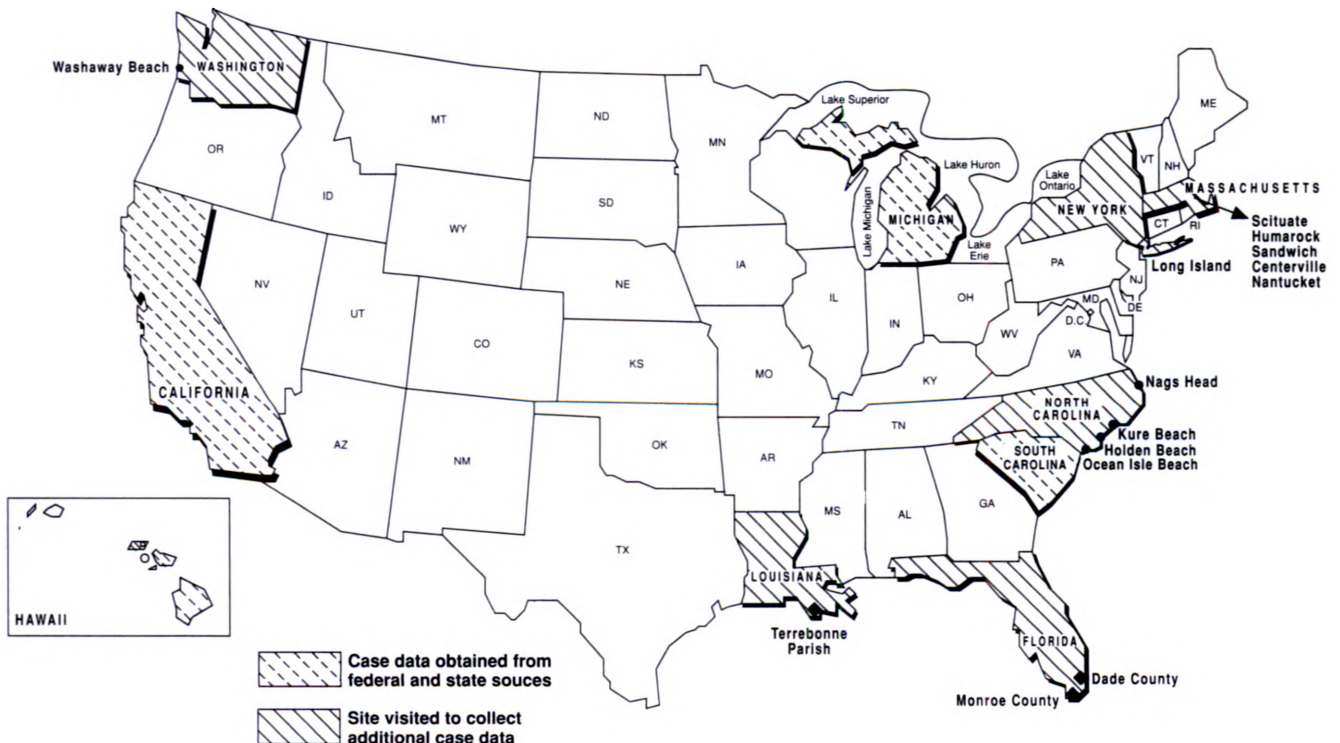 Washaway Beach
WASHINGTON
OR
CALIFORNIA
NV
ID
MT
WY
UT
AZ
CO
NM
ND
SD
NE
KS
OK
TX
MN
IA
MO
AR
LOUISIANA
Terrebonne
Parish
Lake Superior
Lake Michigan
Lake Huron
MICHIGAN
Lake
Erie
Lake
Ontario
IL
IN
OH
KY
TN
MS
AL
GA
FLORIDA
Dade County
Monroe County
WV
VA
PA
MD
D.C.
DE
NJ
NEW YORK
Long Island
CT
RI
VT
NH
ME
MASSACHUSETTS
Scituate
Humarock
Sandwich
Centerville
Nantucket
Nags Head
NORTH
CAROLINA
Kure Beach
Holden Beach
Ocean Isle Beach
SOUTH
CAROLINA
HAWAII
Case data obtained from
federal and state souces
Site visited to collect
additional case data